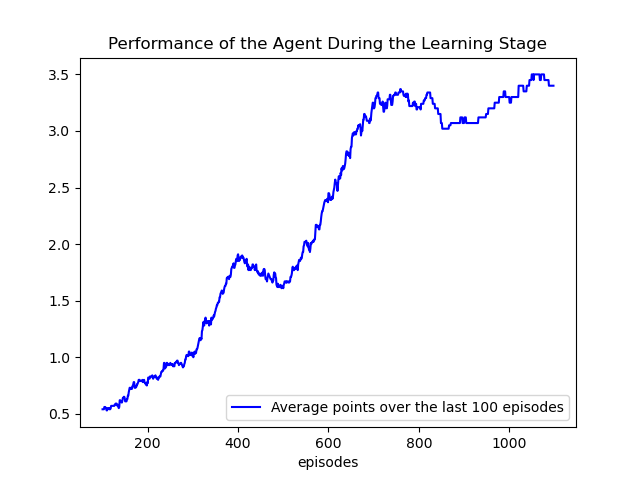 Performance of the Agent During the Learning Stage
3.5
3.0
2.5
2.0
1.5
1.0
0.5
Average points over the last 100 episodes
200 400 600 800 1000
episodes